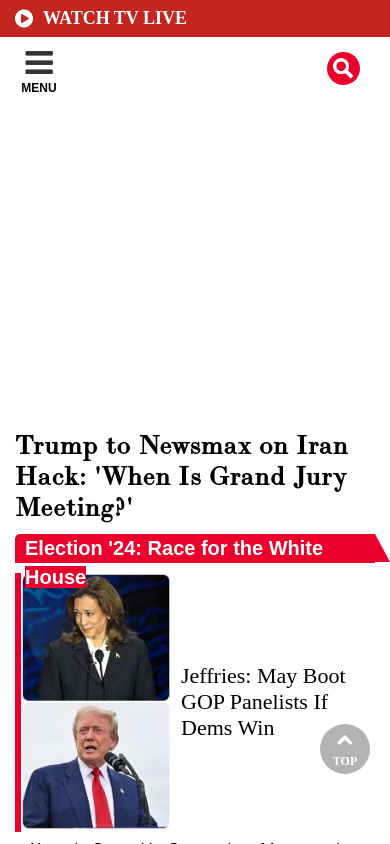 WATCH TV LIVE
MENU
Trump to Newsmax on Iran
Hack: 'When Is Grand Jury
Meeting?'
Election '24: Race for the White
House
Jeffries: May Boot
GOP Panelists If
Dems Win
TOP